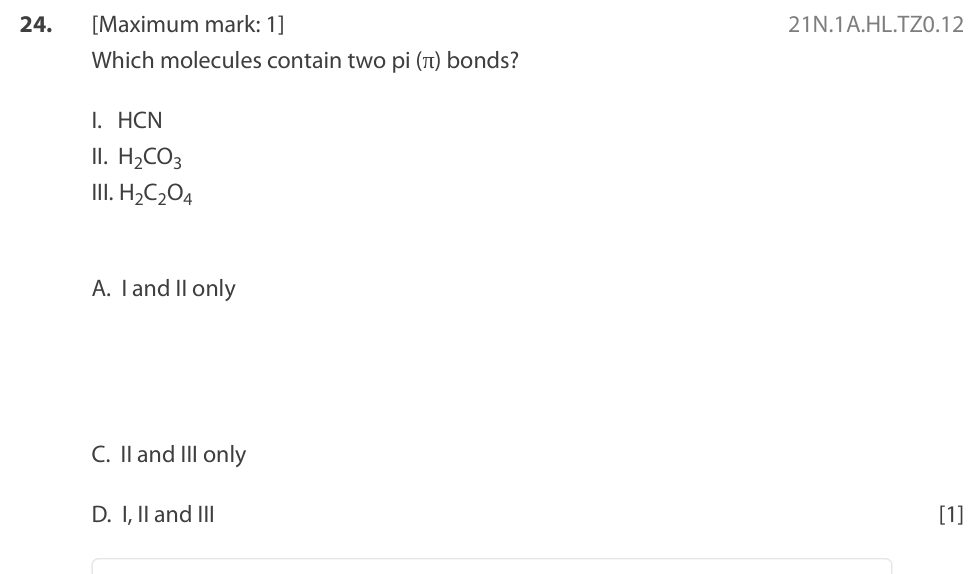 24. [Maximum mark: 1] 21N.1A.HL.TZ0.12
Which molecules contain two pi (π) bonds?
I. HCN
II. H₂CO₃
III. H₂C₂O₄
A. I and II only
C. II and III only
D. I, II and III [1]